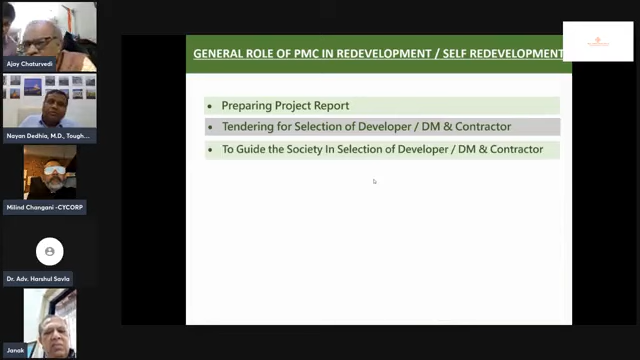 GENERAL ROLE OF PMC IN REDEVELOPMENT / SELF REDEVELOPMENT
• Preparing Project Report
• Tendering for Selection of Developer / DM & Contractor
• To Guide the Society In Selection of Developer / DM & Contractor
Ajay Chaturvedi
Nayan Dedhia, M.D., Tough...
Milind Changani -CYCORP
Dr. Adv. Harshul Savla
Janak